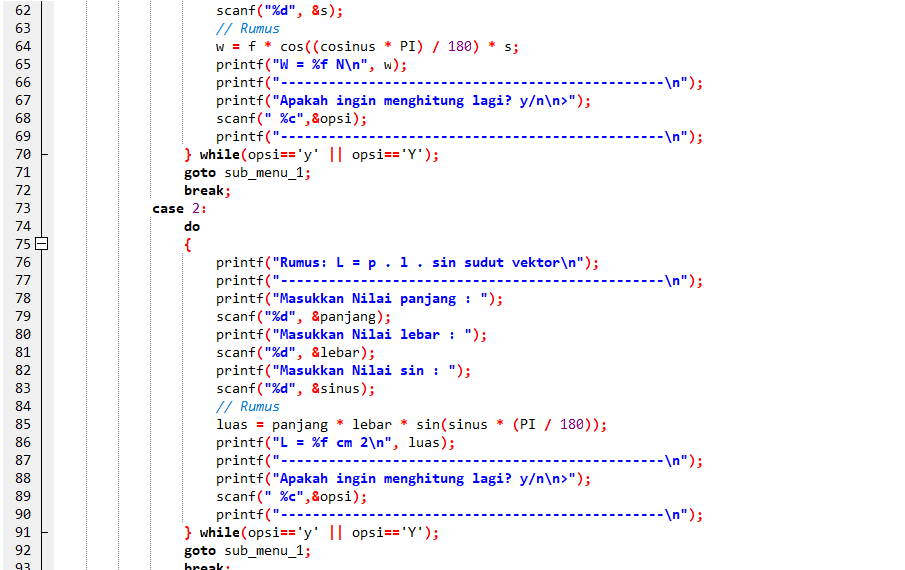 62 scanf("%d", &s);
63 // Rumus
64 w = f * cos((cosinus * PI) / 180) * s;
65 printf("W = %f N\n", w);
66 printf("------------------------------------------------\n");
67 printf("Apakah ingin menghitung lagi? y/n\n>");
68 scanf(" %c",&opsi);
69 printf("------------------------------------------------\n");
70 } while(opsi=='y' || opsi=='Y');
71 goto sub_menu_1;
72 break;
73 case 2:
74 do
75 {
76 printf("Rumus: L = p . l . sin sudut vektor\n");
77 printf("------------------------------------------------\n");
78 printf("Masukkan Nilai panjang : ");
79 scanf("%d", &panjang);
80 printf("Masukkan Nilai lebar : ");
81 scanf("%d", &lebar);
82 printf("Masukkan Nilai sin : ");
83 scanf("%d", &sinus);
84 // Rumus
85 luas = panjang * lebar * sin(sinus * (PI / 180));
86 printf("L = %f cm 2\n", luas);
87 printf("------------------------------------------------\n");
88 printf("Apakah ingin menghitung lagi? y/n\n>");
89 scanf(" %c",&opsi);
90 printf("------------------------------------------------\n");
91 } while(opsi=='y' || opsi=='Y');
92 goto sub_menu_1;
93 break;